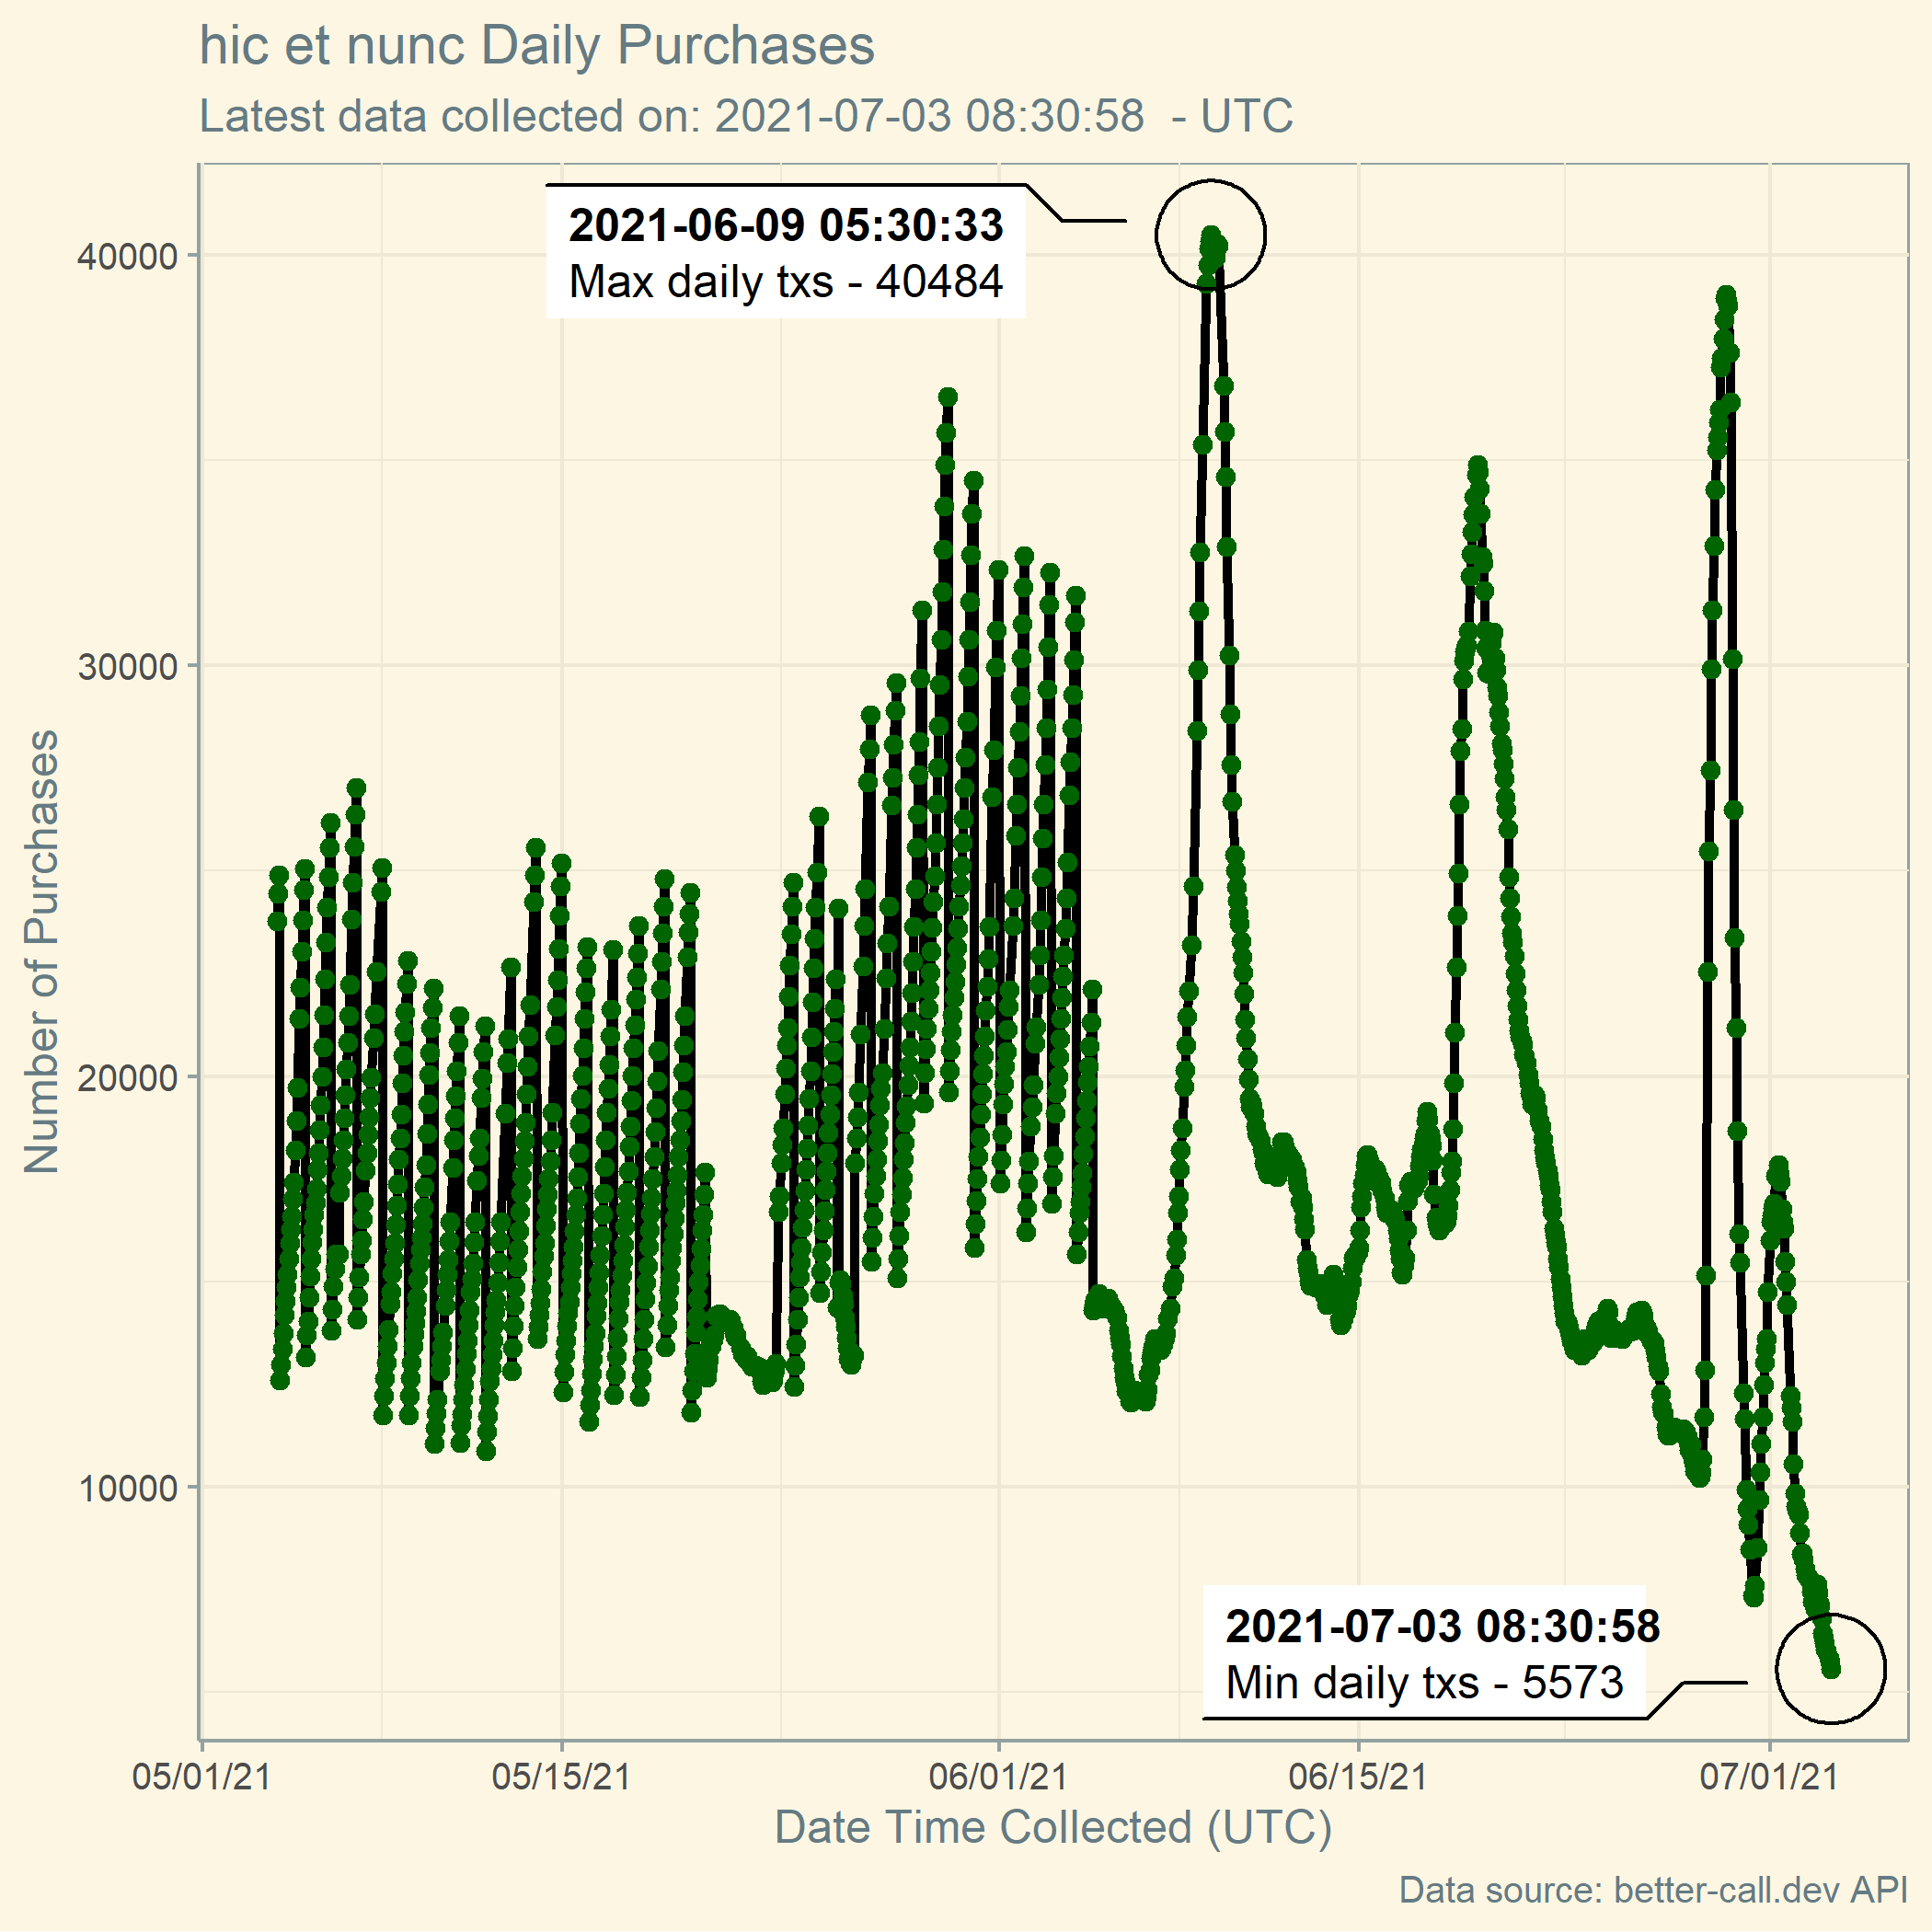 hic et nunc Daily Purchases
Latest data collected on: 2021-07-03 08:30:58  - UTC
2021-06-09 05:30:33
Max daily txs - 40484
40000
30000
20000
10000
Number of Purchases
2021-07-03 08:30:58
Min daily txs - 5573
05/01/21
05/15/21
06/01/21
06/15/21
07/01/21
Date Time Collected (UTC)
Data source: better-call.dev API